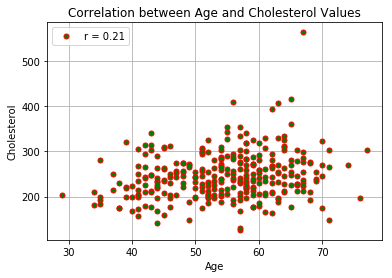 Correlation between Age and Cholesterol Values
r = 0.21
500
400
300
200
Cholesterol
30
40
50
60
70
Age